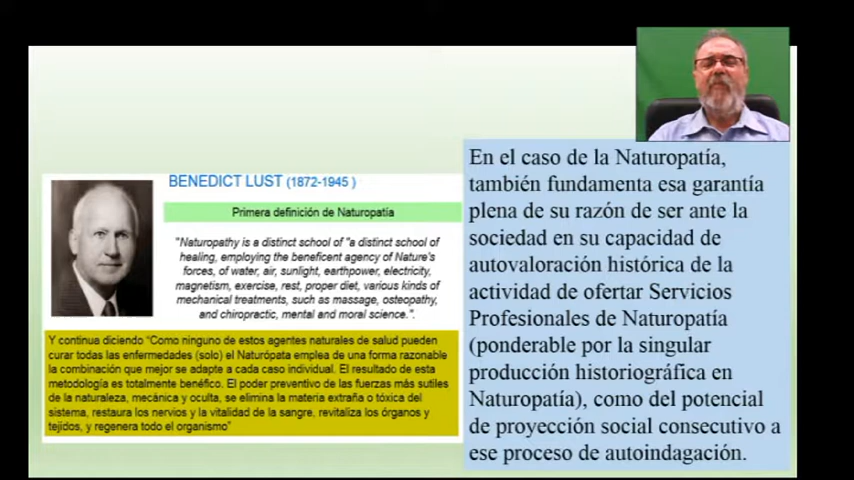 BENEDICT LUST (1872-1945 )
Primera definición de Naturopatía
"Naturopathy is a distinct school of "a distinct school of
healing, employing the beneficent agency of Nature's
forces, of water, air, sunlight, earthpower, electricity,
magnetism, exercise, rest, proper diet, various kinds of
mechanical treatments, such as massage, osteopathy,
and chiropractic, mental and moral science.".
Y continua diciendo "Como ninguno de estos agentes naturales de salud pueden
curar todas las enfermedades (solo) el Naturópata emplea de una forma razonable
la combinación que mejor se adapte a cada caso individual. El resultado de esta
metodología es totalmente benéfico. El poder preventivo de las fuerzas más sutiles
de la naturaleza, mecánica y oculta, se elimina la materia extraña o tóxica del
sistema, restaura los nervios y la vitalidad de la sangre, revitaliza los órganos y
tejidos, y regenera todo el organismo"
En el caso de la Naturopatía,
también fundamenta esa garantía
plena de su razón de ser ante la
sociedad en su capacidad de
autovaloración histórica de la
actividad de ofertar Servicios
Profesionales de Naturopatía
(ponderable por la singular
producción historiográfica en
Naturopatía), como del potencial
de proyección social consecutivo a
ese proceso de autoindagación.